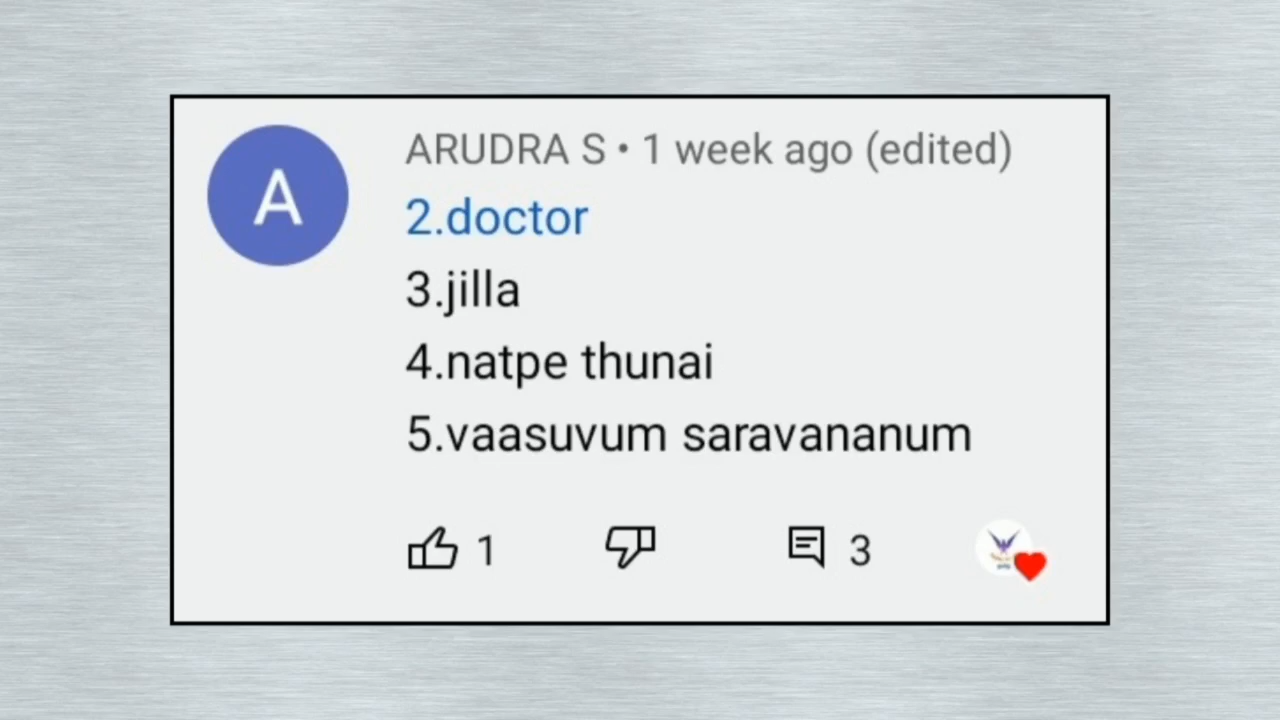 A
ARUDRA S • 1 week ago (edited)
2.doctor
3.jilla
4.natpe thunai
5.vaasuvum saravananum
1
3